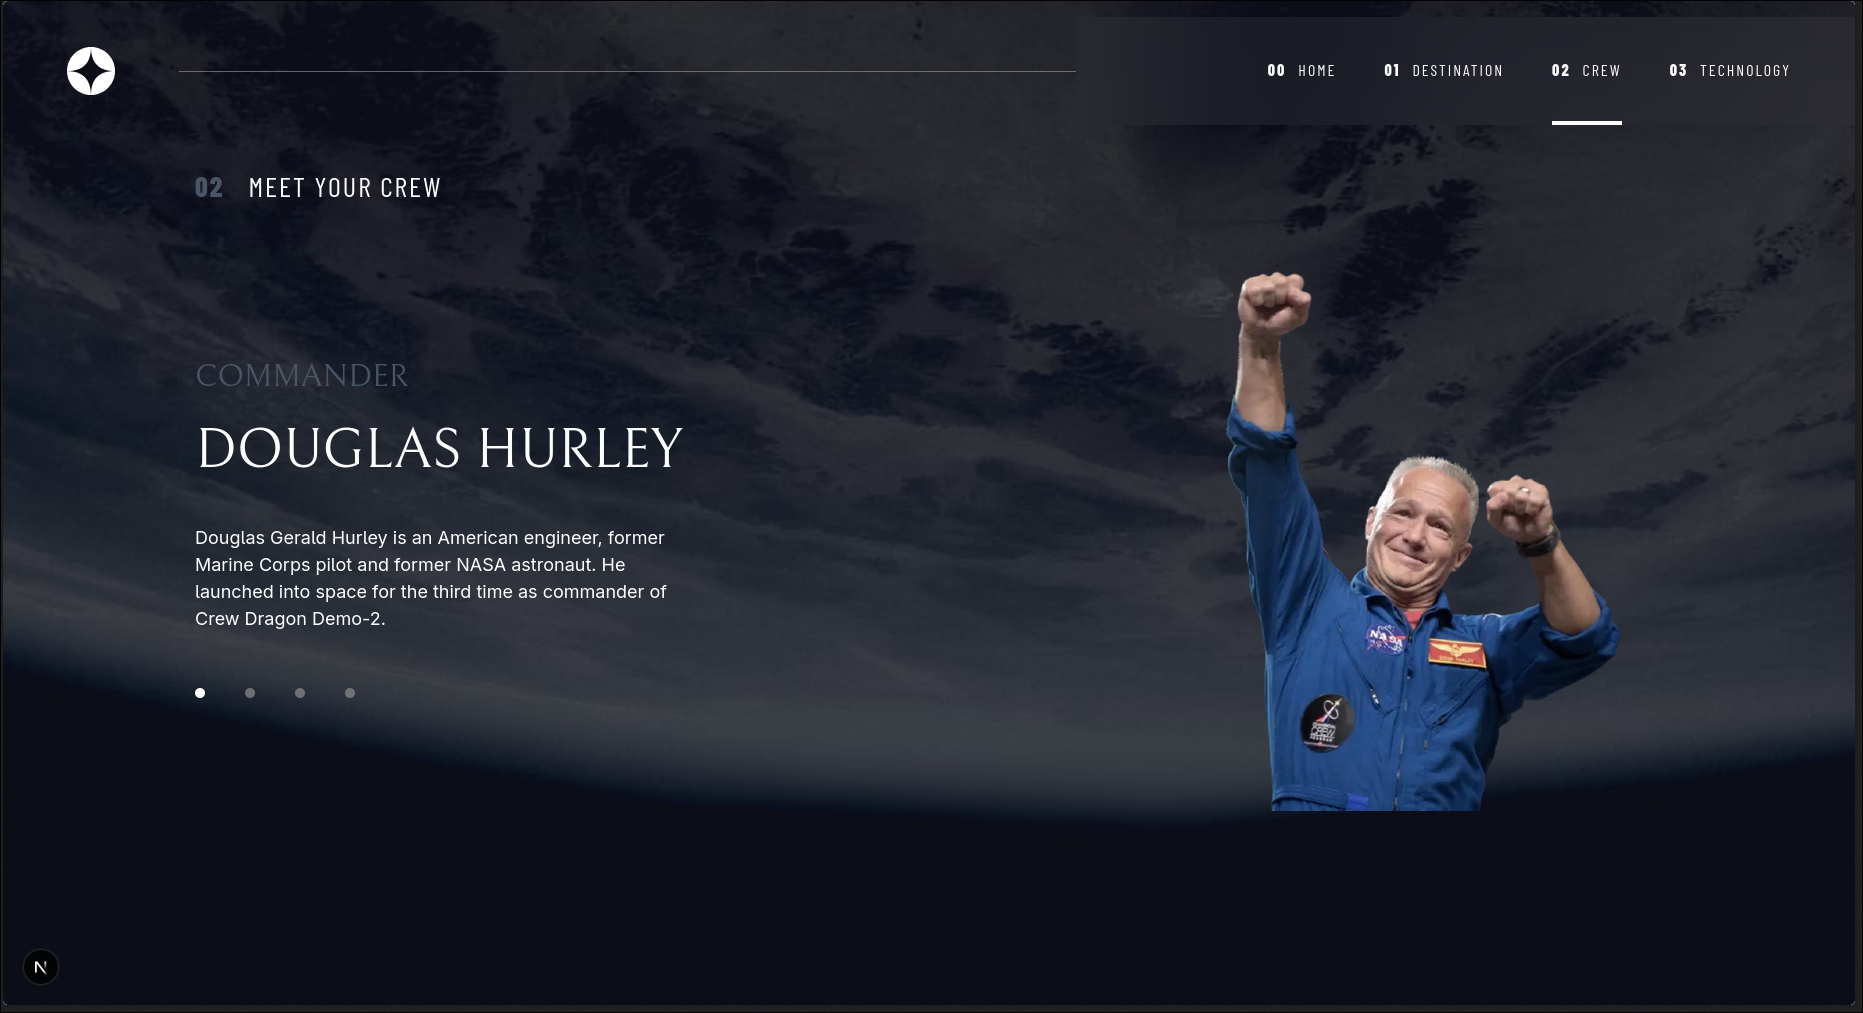 00 HOME 01 DESTINATION 02 CREW 03 TECHNOLOGY
02 MEET YOUR CREW
COMMANDER
DOUGLAS HURLEY
Douglas Gerald Hurley is an American engineer, former
Marine Corps pilot and former NASA astronaut. He
launched into space for the third time as commander of
Crew Dragon Demo-2.
NASA
CREW
N